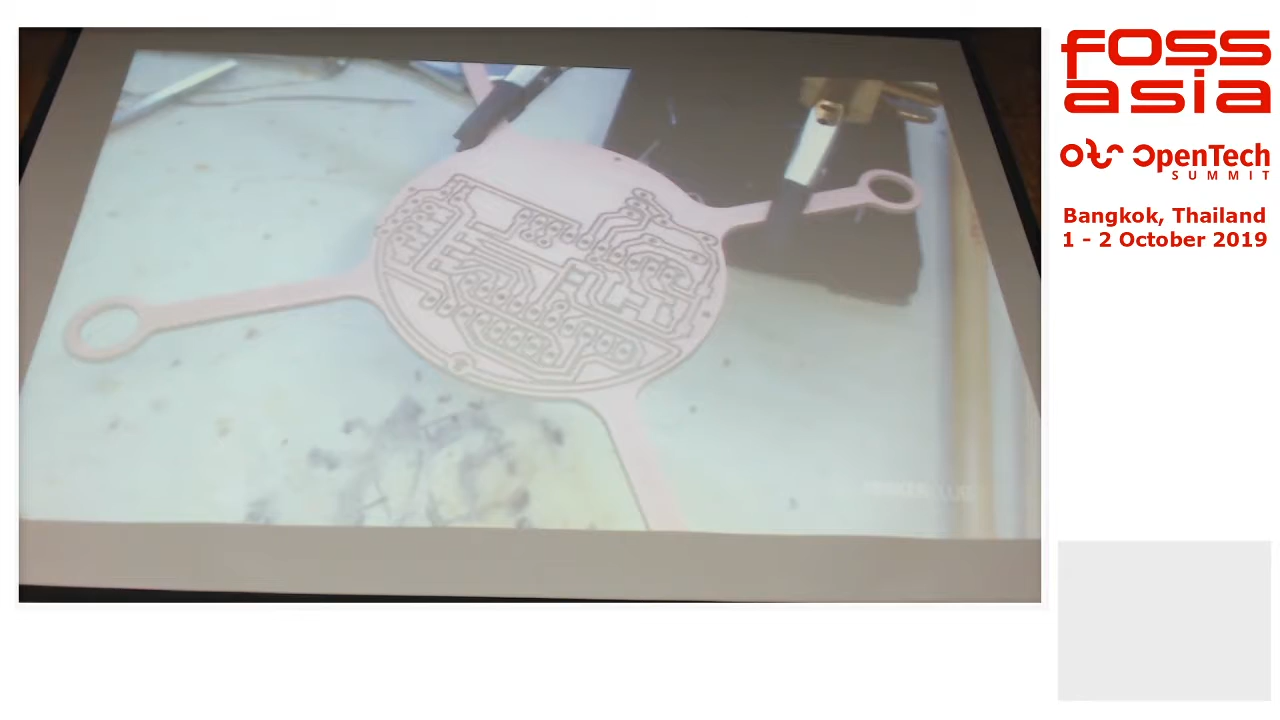 foss
asia
OpenTech
SUMMIT
Bangkok, Thailand
1 - 2 October 2019